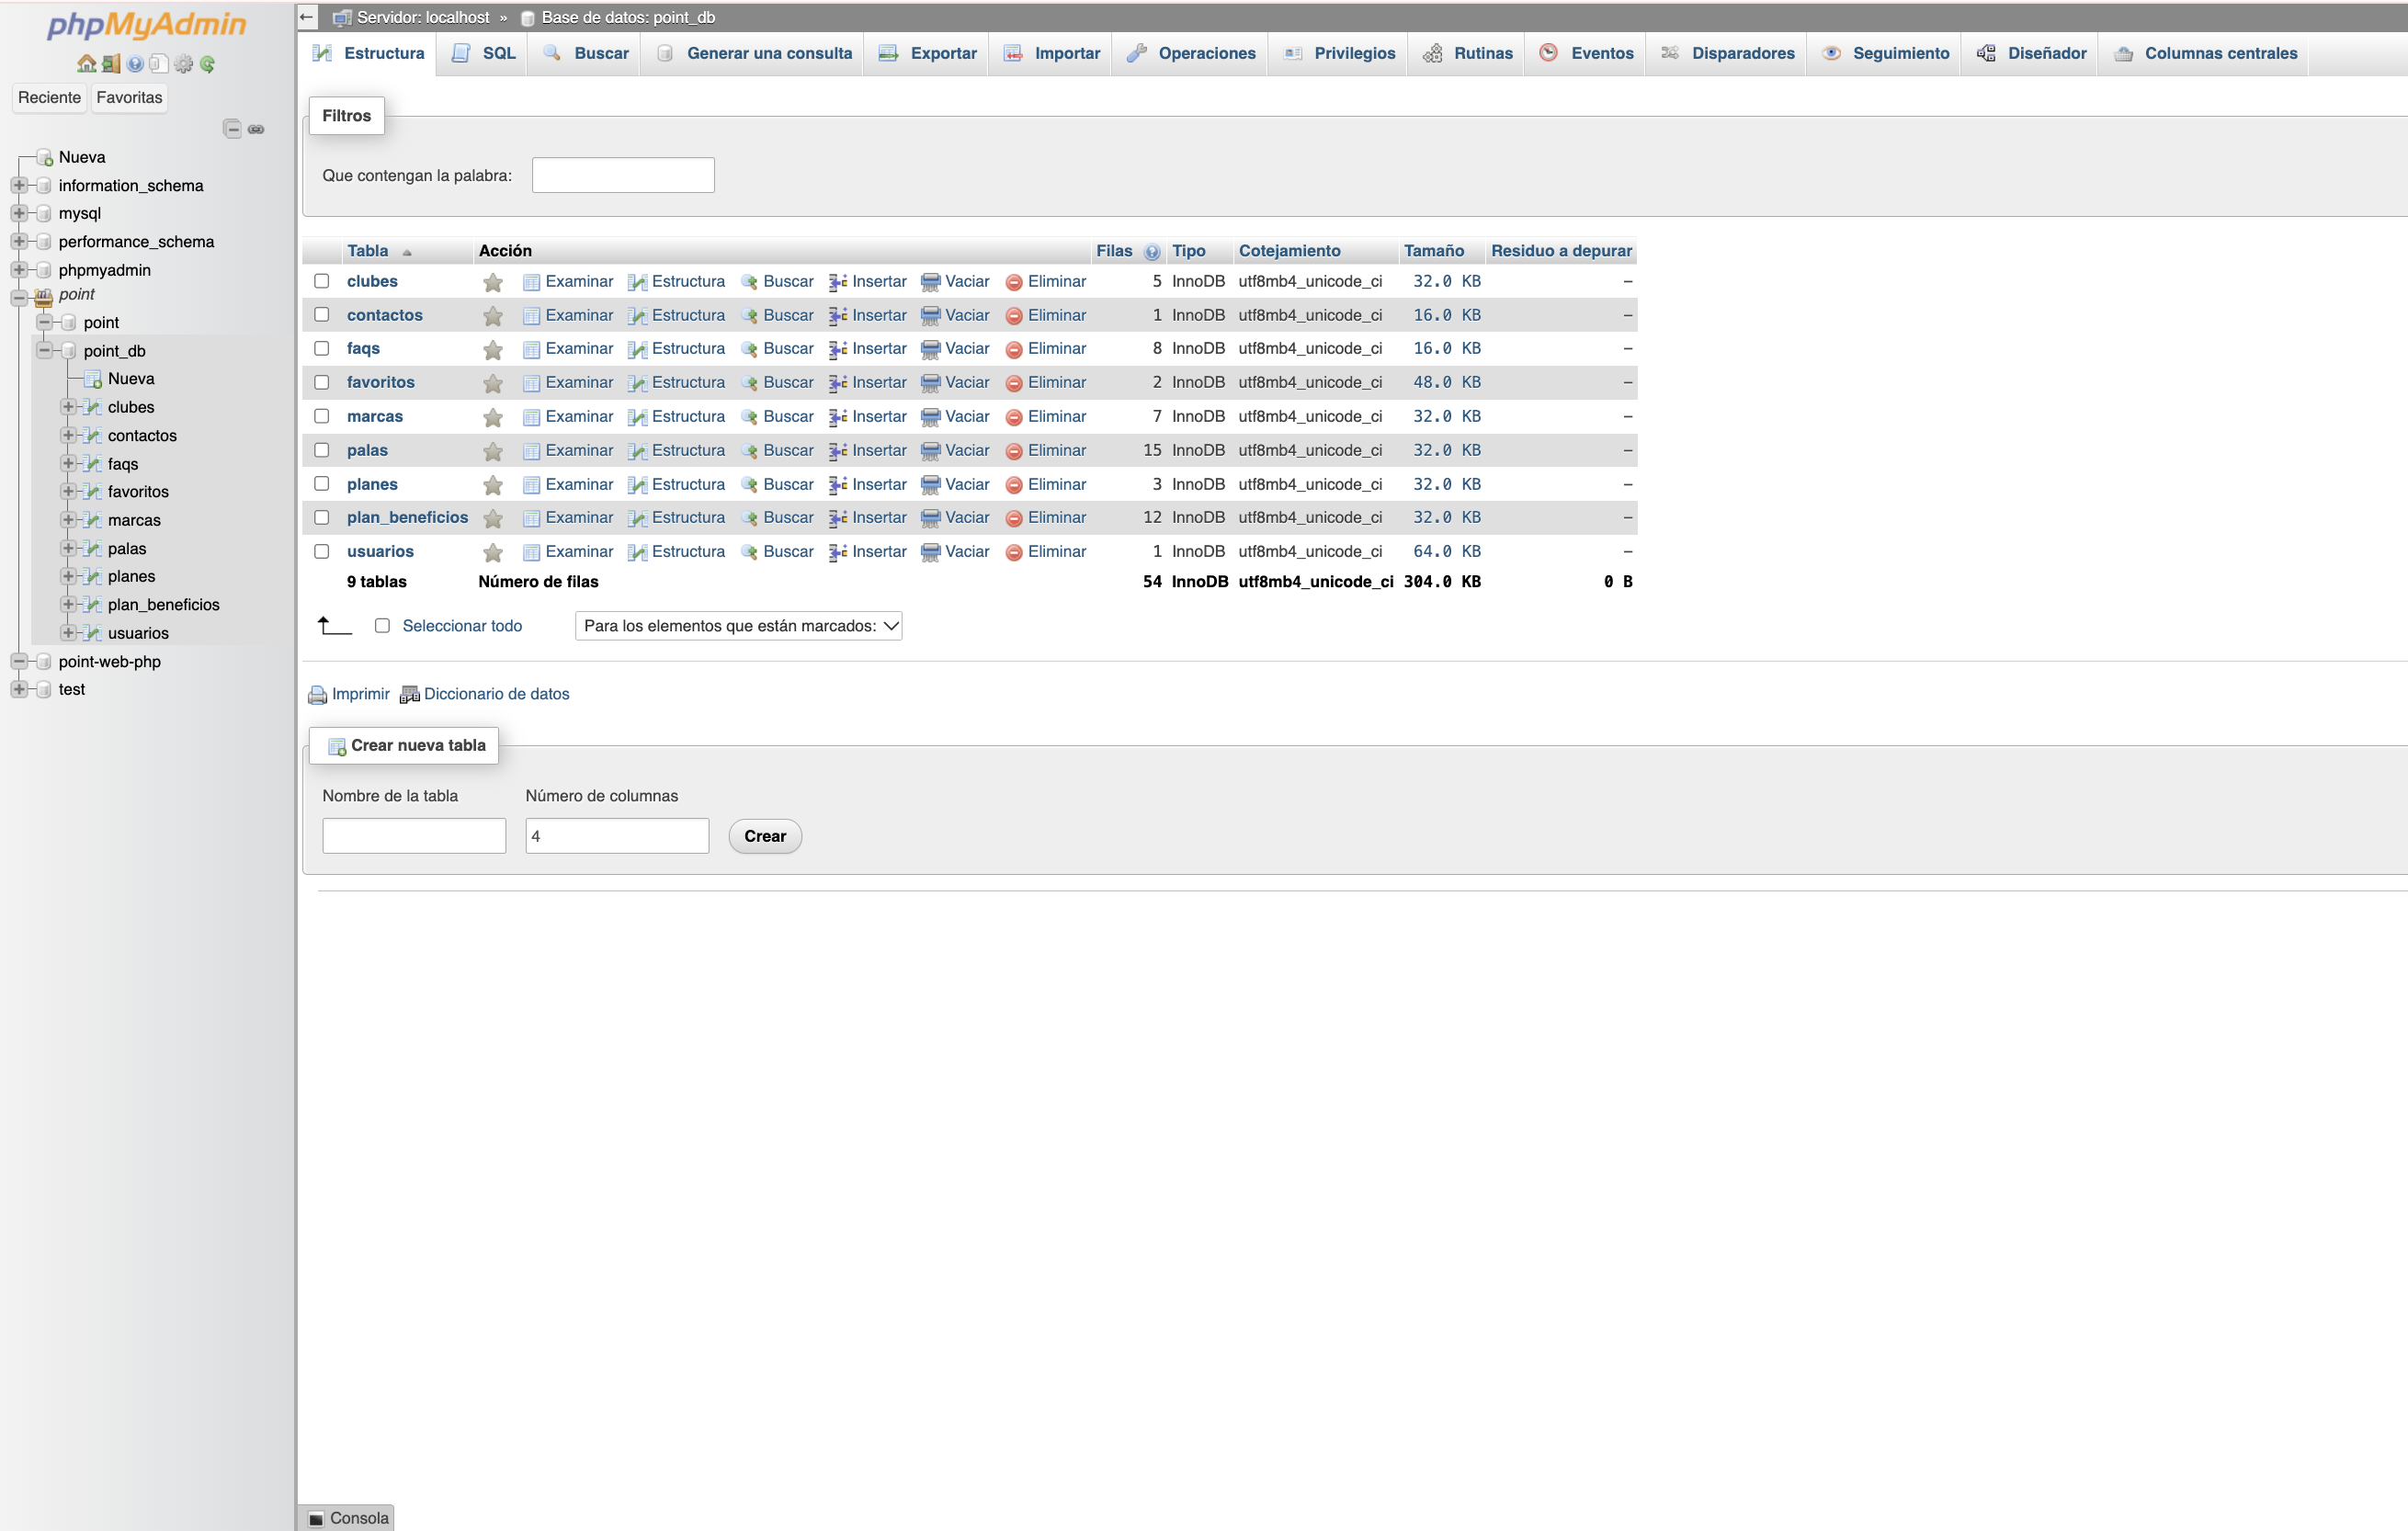 phpMyAdmin
Reciente Favoritas
Nueva
information_schema
mysql
performance_schema
phpmyadmin
point
point
point_db
Nueva
clubes
contactos
faqs
favoritos
marcas
palas
planes
plan_beneficios
usuarios
point-web-php
test
Servidor: localhost » Base de datos: point_db
Estructura SQL Buscar Generar una consulta Exportar Importar Operaciones Privilegios Rutinas Eventos Disparadores Seguimiento Diseñador Columnas centrales
Filtros
Que contengan la palabra:
Tabla Acción Filas Tipo Cotejamiento Tamaño Residuo a depurar
clubes Examinar Estructura Buscar Insertar Vaciar Eliminar 5 InnoDB utf8mb4_unicode_ci 32.0 KB –
contactos Examinar Estructura Buscar Insertar Vaciar Eliminar 1 InnoDB utf8mb4_unicode_ci 16.0 KB –
faqs Examinar Estructura Buscar Insertar Vaciar Eliminar 8 InnoDB utf8mb4_unicode_ci 16.0 KB –
favoritos Examinar Estructura Buscar Insertar Vaciar Eliminar 2 InnoDB utf8mb4_unicode_ci 48.0 KB –
marcas Examinar Estructura Buscar Insertar Vaciar Eliminar 7 InnoDB utf8mb4_unicode_ci 32.0 KB –
palas Examinar Estructura Buscar Insertar Vaciar Eliminar 15 InnoDB utf8mb4_unicode_ci 32.0 KB –
planes Examinar Estructura Buscar Insertar Vaciar Eliminar 3 InnoDB utf8mb4_unicode_ci 32.0 KB –
plan_beneficios Examinar Estructura Buscar Insertar Vaciar Eliminar 12 InnoDB utf8mb4_unicode_ci 32.0 KB –
usuarios Examinar Estructura Buscar Insertar Vaciar Eliminar 1 InnoDB utf8mb4_unicode_ci 64.0 KB –
9 tablas Número de filas 54 InnoDB utf8mb4_unicode_ci 304.0 KB 0 B
Seleccionar todo Para los elementos que están marcados:
Imprimir Diccionario de datos
Crear nueva tabla
Nombre de la tabla Número de columnas
4 Crear
Consola